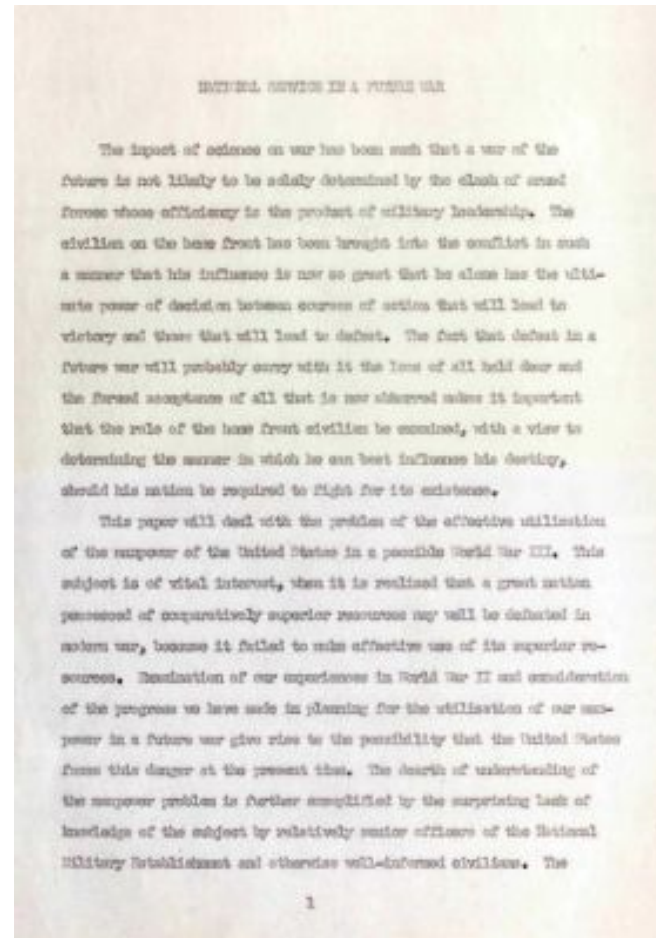 NATIONAL SERVICE IN A FUTURE WAR
The impact of science on war has been such that a war of the
future is not likely to be solely determined by the clash of armed
forces whose efficiency is the product of military leadership. The
civilian on the home front has been brought into the conflict in such
a manner that his influence is now so great that he alone has the ulti-
mate power of decision between courses of action that will lead to
victory and those that will lead to defeat. The fact that defeat in a
future war will probably carry with it the loss of all held dear and
the forced acceptance of all that is now abhorred makes it important
that the role of the home front civilian be examined, with a view to
determining the manner in which he can best influence his destiny,
should his nation be required to fight for its existence.
This paper will deal with the problem of the effective utilization
of the manpower of the United States in a possible World War III. This
subject is of vital interest, when it is realized that a great nation
possessed of comparatively superior resources may well be defeated in
modern war, because it failed to make effective use of its superior re-
sources. Examination of our experiences in World War II and consideration
of the progress we have made in planning for the utilization of our man-
power in a future war give rise to the possibility that the United States
faces this danger at the present time. The dearth of understanding of
the manpower problem is further exemplified by the surprising lack of
knowledge of the subject by relatively senior officers of the National
Military Establishment and otherwise well-informed civilians. The
1